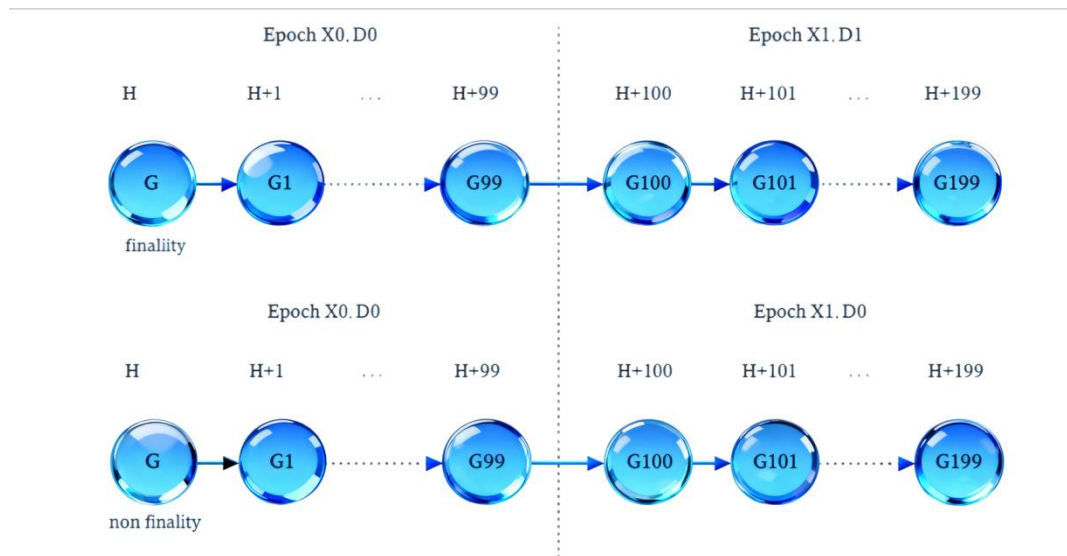 Epoch X0, D0 Epoch X1, D1
H H+1 ... H+99 H+100 H+101 ... H+199
G G1 G99 G100 G101 G199
finaliity
Epoch X0, D0 Epoch X1, D0
H H+1 ... H+99 H+100 H+101 ... H+199
G G1 G99 G100 G101 G199
non finality